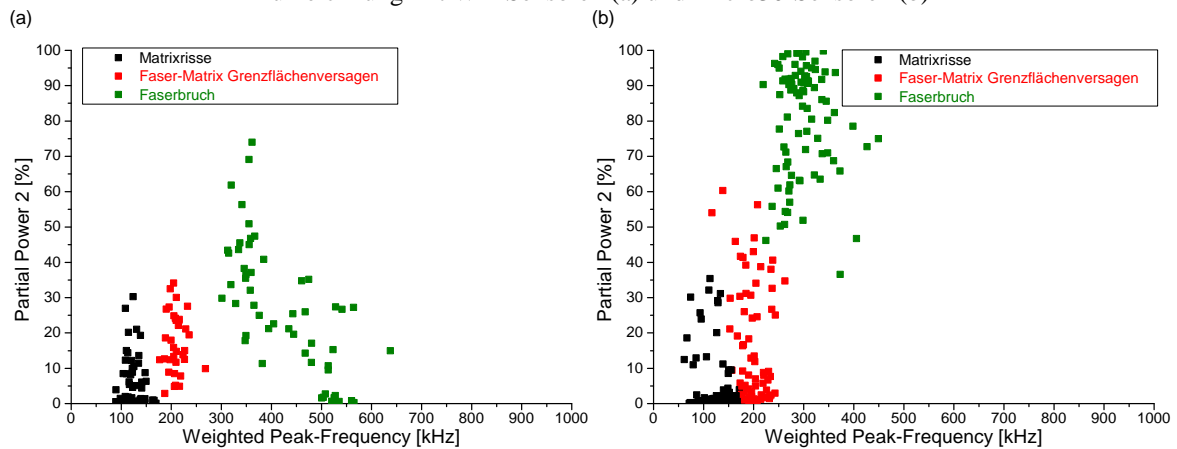 (a)
(b)
Matrixrisse
Faser-Matrix Grenzflächenversagen
Faserbruch
Partial Power 2 [%]
100
90
80
70
60
50
40
30
20
10
0
0 100 200 300 400 500 600 700 800 900 1000
Weighted Peak-Frequency [kHz]
Matrixrisse
Faser-Matrix Grenzflächenversagen
Faserbruch
Partial Power 2 [%]
100
90
80
70
60
50
40
30
20
10
0
0 100 200 300 400 500 600 700 800 900 1000
Weighted Peak-Frequency [kHz]